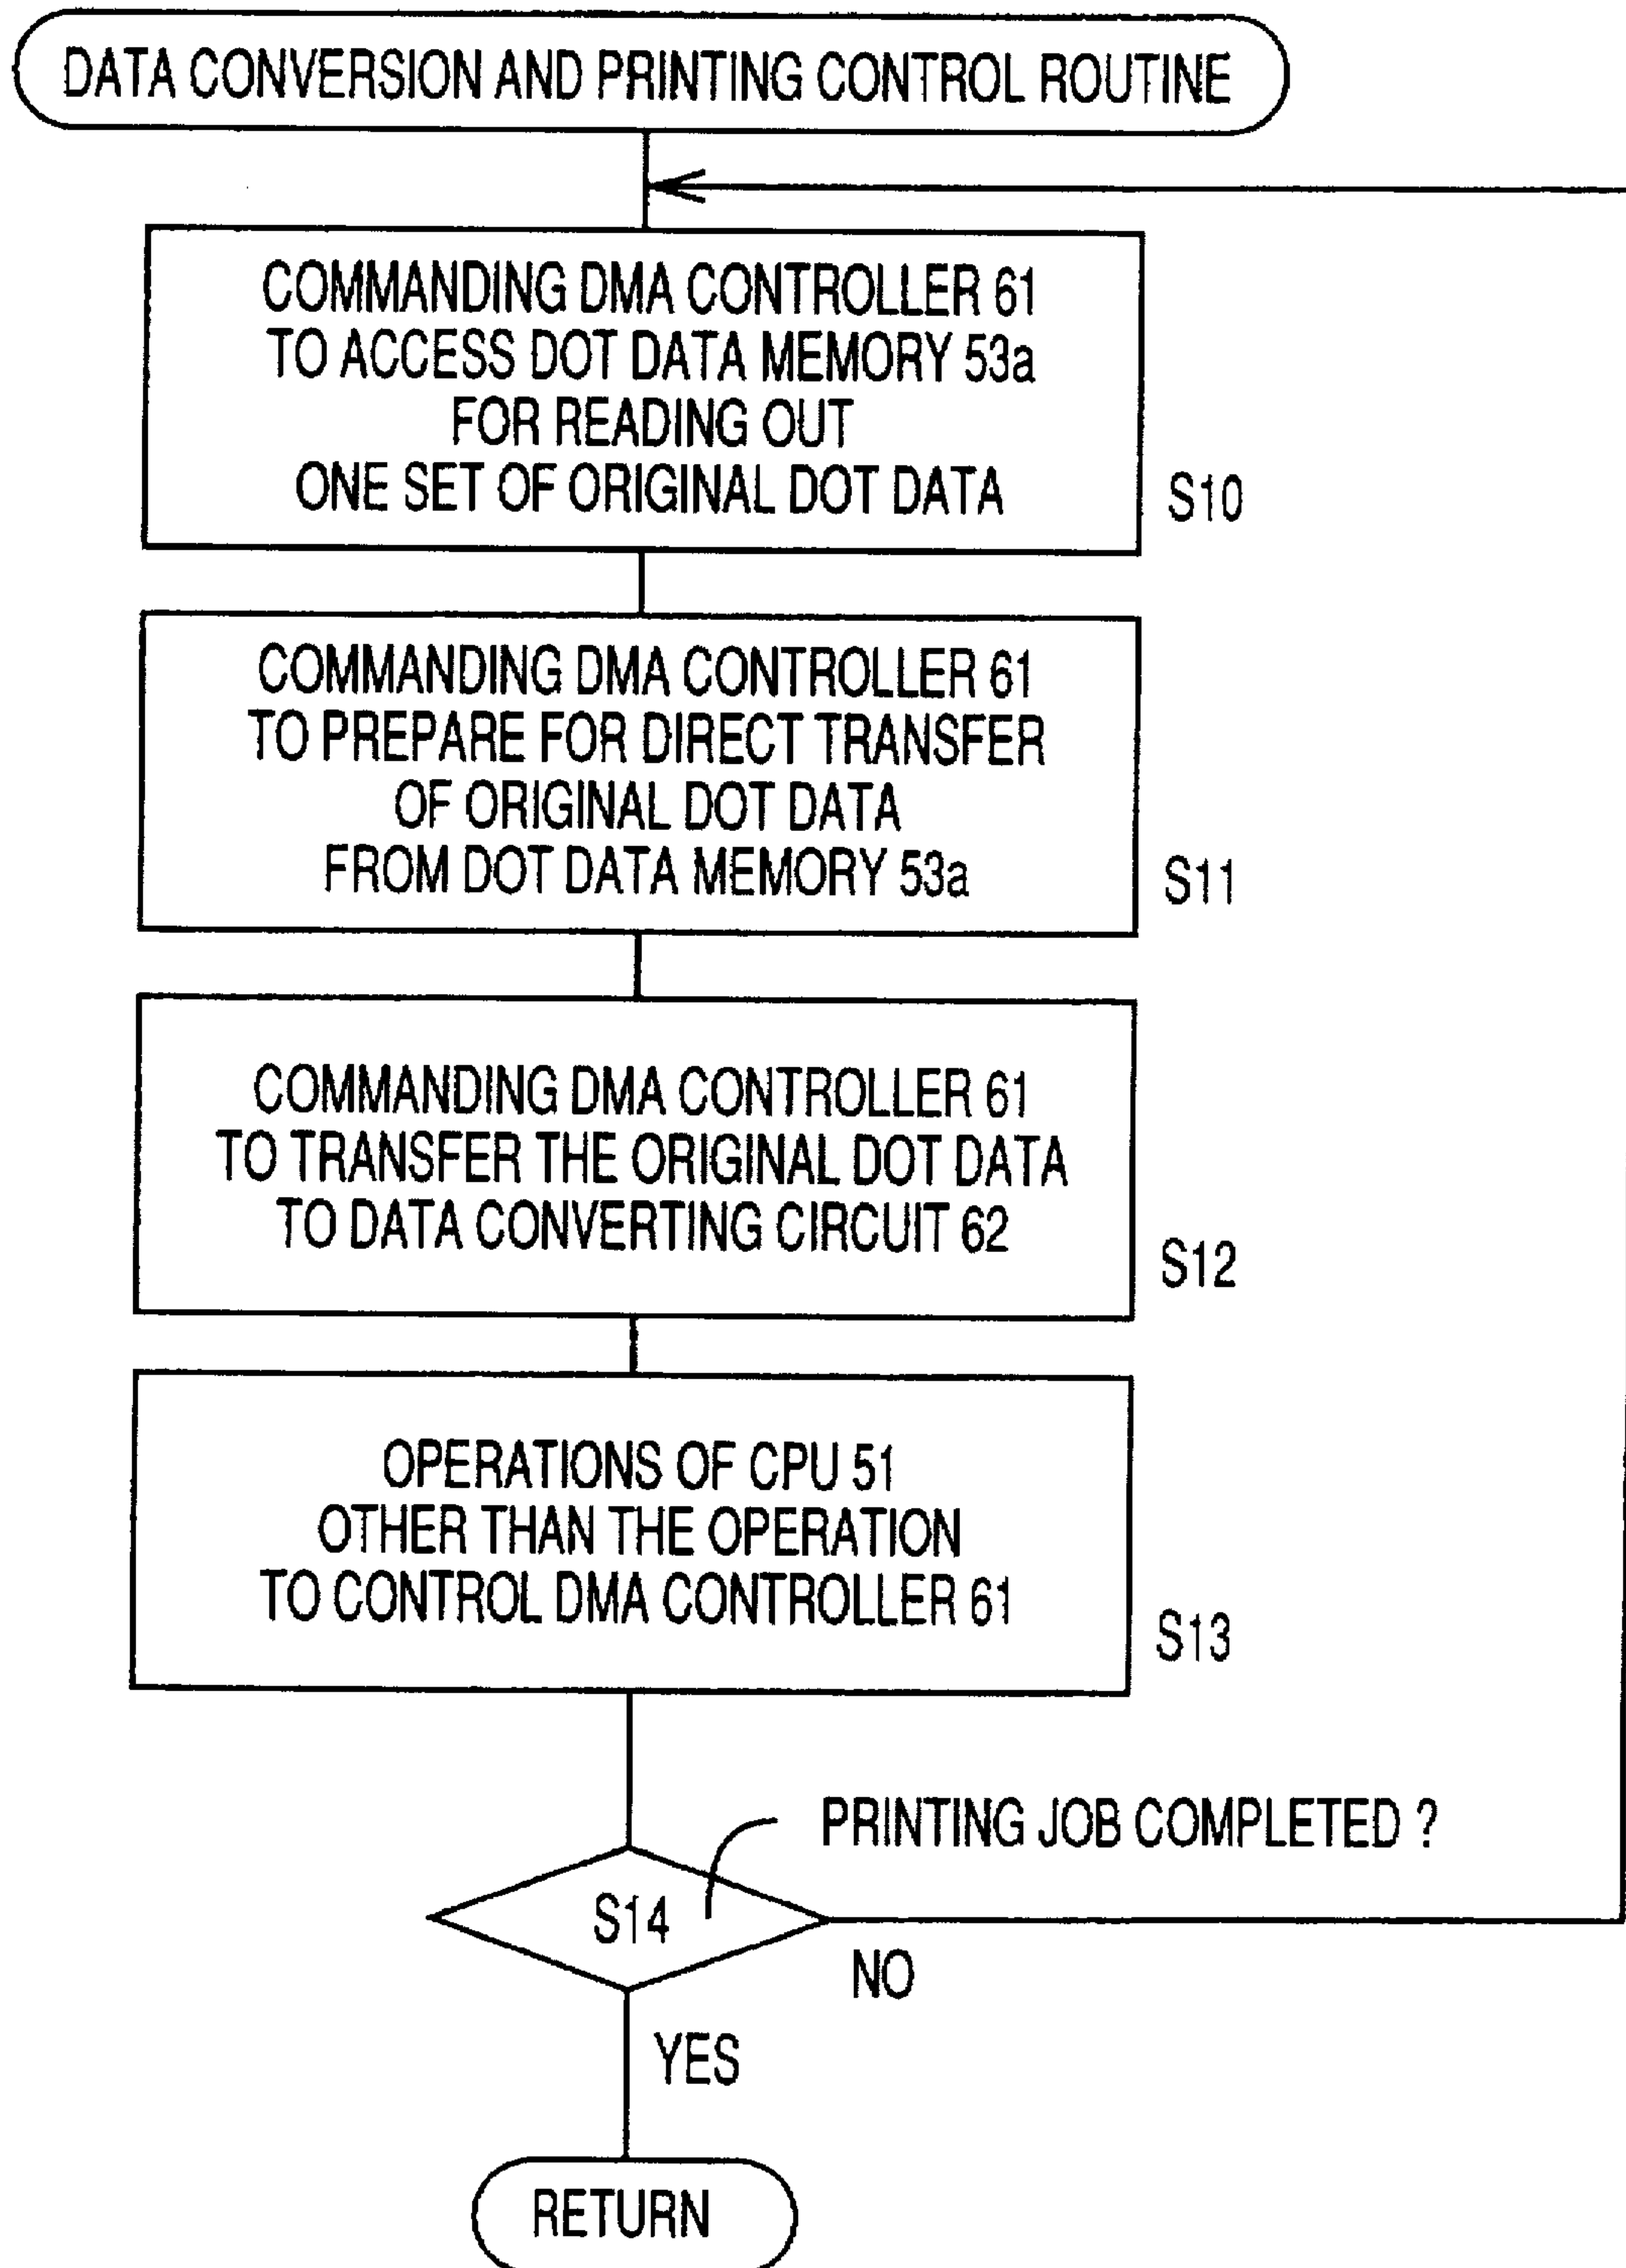 DATA CONVERSION AND PRINTING CONTROL ROUTINE
COMMANDING DMA CONTROLLER 61
TO ACCESS DOT DATA MEMORY 53a
FOR READING OUT
ONE SET OF ORIGINAL DOT DATA
S10
COMMANDING DMA CONTROLLER 61
TO PREPARE FOR DIRECT TRANSFER
OF ORIGINAL DOT DATA
FROM DOT DATA MEMORY 53a
S11
COMMANDING DMA CONTROLLER 61
TO TRANSFER THE ORIGINAL DOT DATA
TO DATA CONVERTING CIRCUIT 62
S12
OPERATIONS OF CPU 51
OTHER THAN THE OPERATION
TO CONTROL DMA CONTROLLER 61
S13
PRINTING JOB COMPLETED ?
S14
NO
YES
RETURN